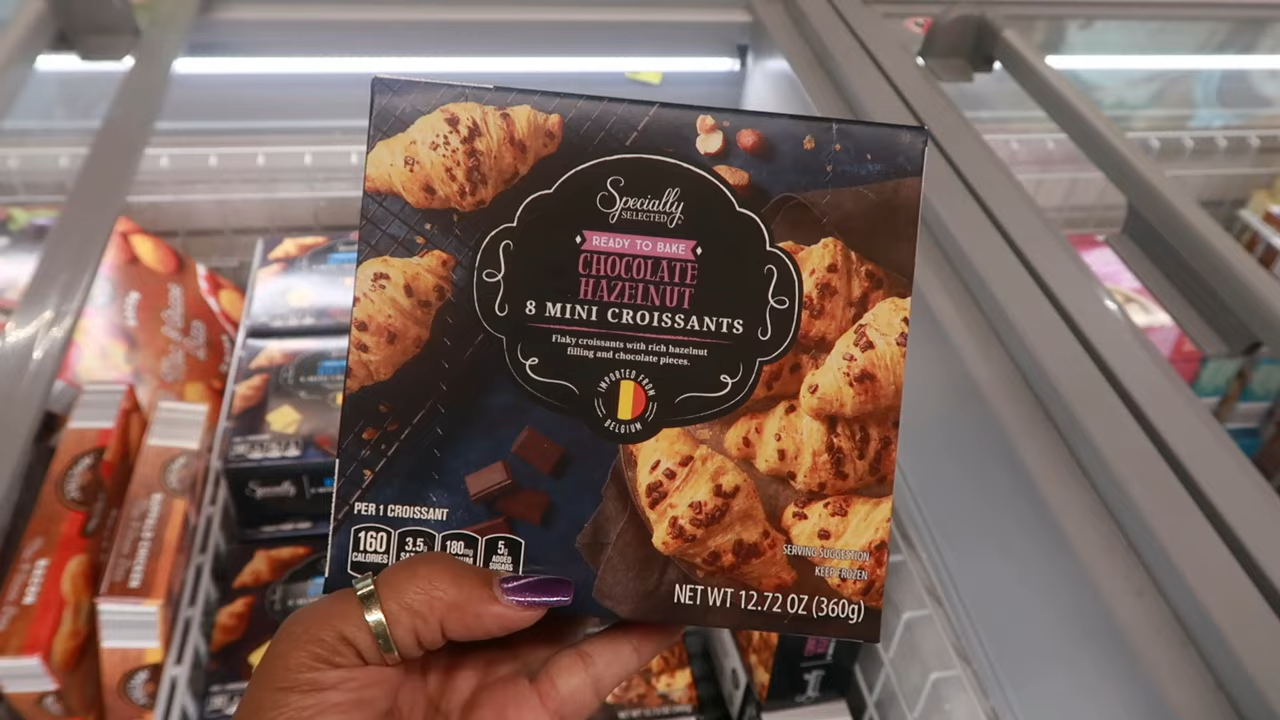 Specially
SELECTED
READY TO BAKE
CHOCOLATE
HAZELNUT
8 MINI CROISSANTS
Flaky croissants with rich hazelnut
filling and chocolate pieces.
IMPORTED FROM
BELGIUM
PER 1 CROISSANT
160
CALORIES
3.5g
180mg
5g
ADDED
SUGARS
SERVING SUGGESTION
KEEP FROZEN
NET WT 12.72 OZ (360g)